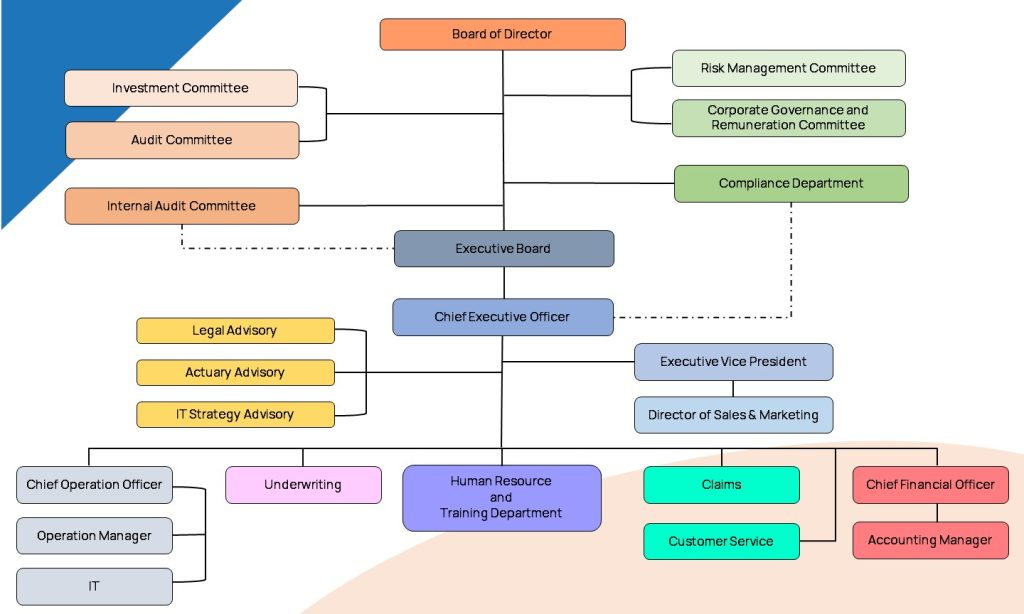 Board of Director
Investment Committee
Risk Management Committee
Audit Committee
Corporate Governance and
Remuneration Committee
Compliance Department
Internal Audit Committee
Executive Board
Chief Executive Officer
Legal Advisory
Actuary Advisory
IT Strategy Advisory
Executive Vice President
Director of Sales & Marketing
Chief Operation Officer
Operation Manager
IT
Underwriting
Human Resource
and
Training Department
Claims
Customer Service
Chief Financial Officer
Accounting Manager